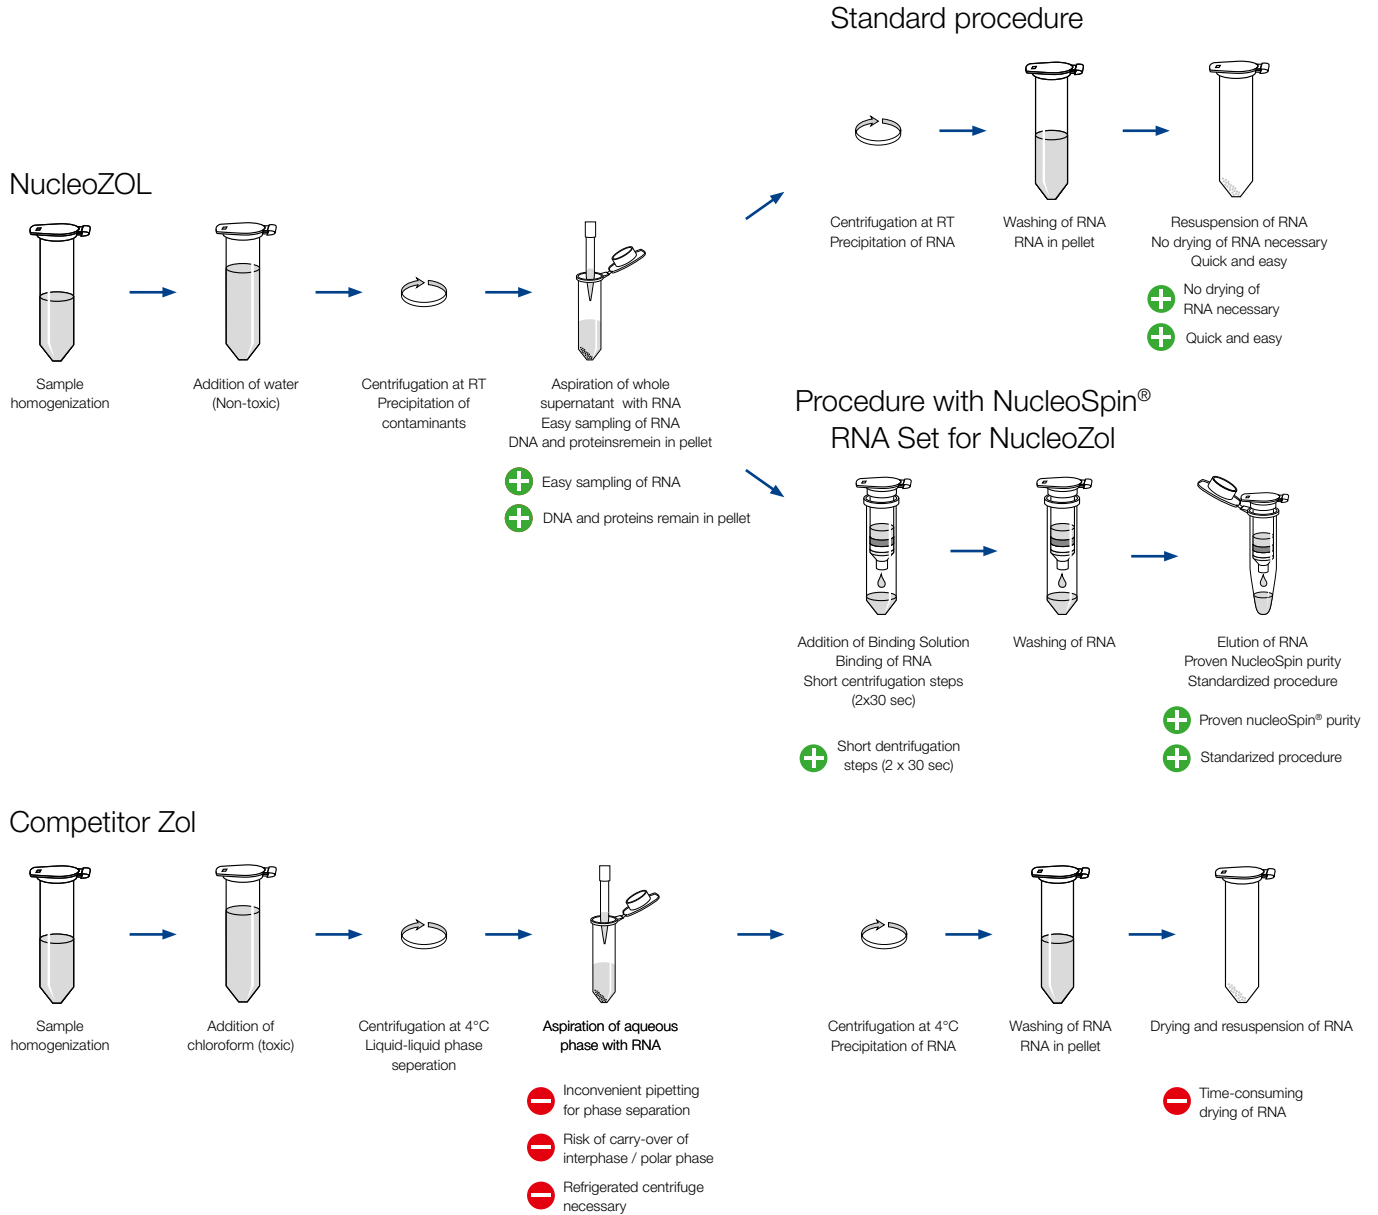 Standard procedure
NucleoZOL
Centrifugation at RT
Precipitation of RNA
Washing of RNA
RNA in pellet
Resuspension of RNA
No drying of RNA necessary
Quick and easy
No drying of
RNA necessary
Quick and easy
Sample
homogenization
Addition of water
(Non-toxic)
Centrifugation at RT
Precipitation of
contaminants
Aspiration of whole
supernatant with RNA
Easy sampling of RNA
DNA and proteinsremein in pellet
Easy sampling of RNA
DNA and proteins remain in pellet
Procedure with NucleoSpin®
RNA Set for NucleoZol
Addition of Binding Solution
Binding of RNA
Short centrifugation steps
(2x30 sec)
Short dentrifugation
steps (2 x 30 sec)
Washing of RNA
Elution of RNA
Proven NucleoSpin purity
Standardized procedure
Proven nucleoSpin® purity
Standarized procedure
Competitor Zol
Sample
homogenization
Addition of
chloroform (toxic)
Centrifugation at 4°C
Liquid-liquid phase
seperation
Aspiration of aqueous
phase with RNA
Inconvenient pipetting
for phase separation
Risk of carry-over of
interphase / polar phase
Refrigerated centrifuge
necessary
Centrifugation at 4°C
Precipitation of RNA
Washing of RNA
RNA in pellet
Drying and resuspension of RNA
Time-consuming
drying of RNA